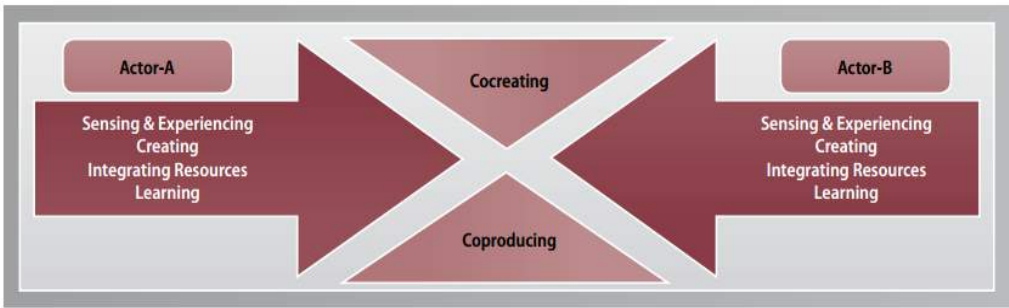 Actor-A
Sensing & Experiencing
Creating
Integrating Resources
Learning
Cocreating
Coproducing
Actor-B
Sensing & Experiencing
Creating
Integrating Resources
Learning